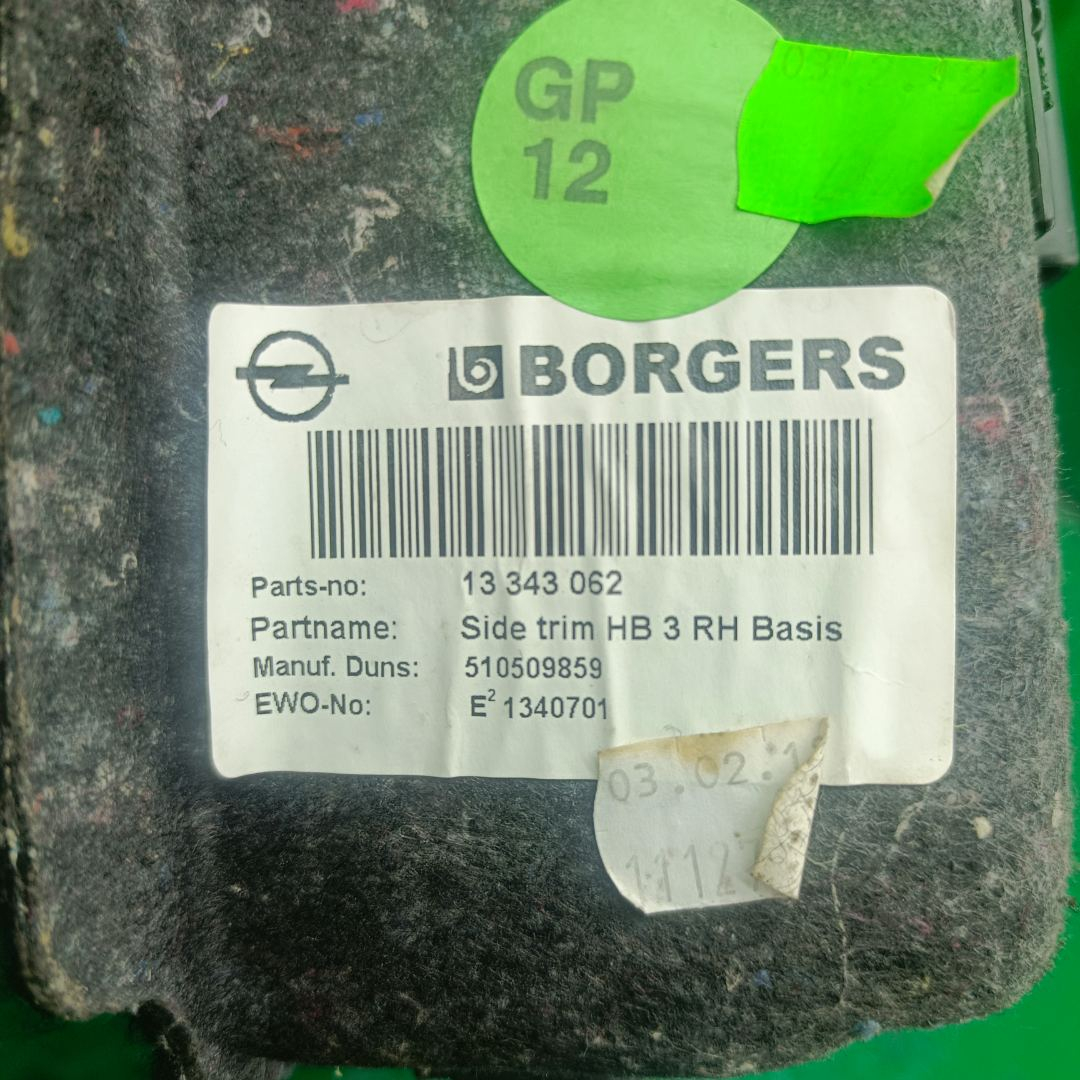 GP
12
BORGERS
Parts-no: 13 343 062
Partname: Side trim HB 3 RH Basis
Manuf. Duns: 510509859
EWO-No: E² 1340701
03.02.1
11127